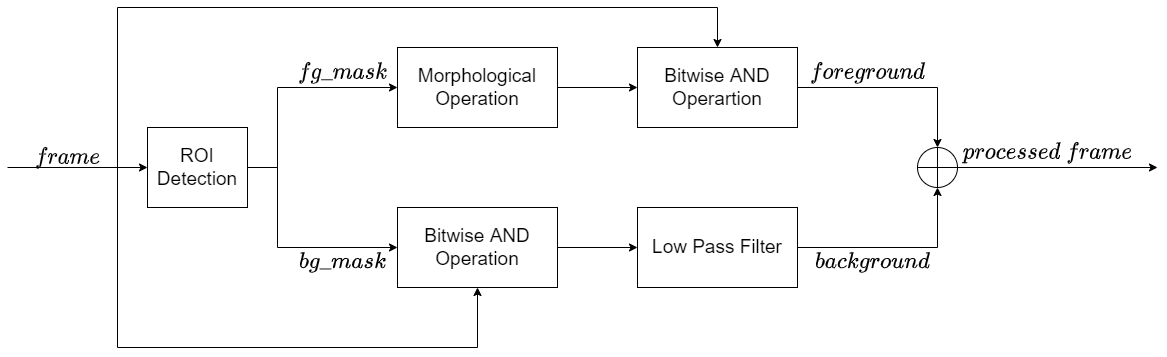 fg_mask
Morphological
Operation
Bitwise AND
Operartion
foreground
frame
ROI
Detection
processed frame
bg_mask
Bitwise AND
Operation
Low Pass Filter
background